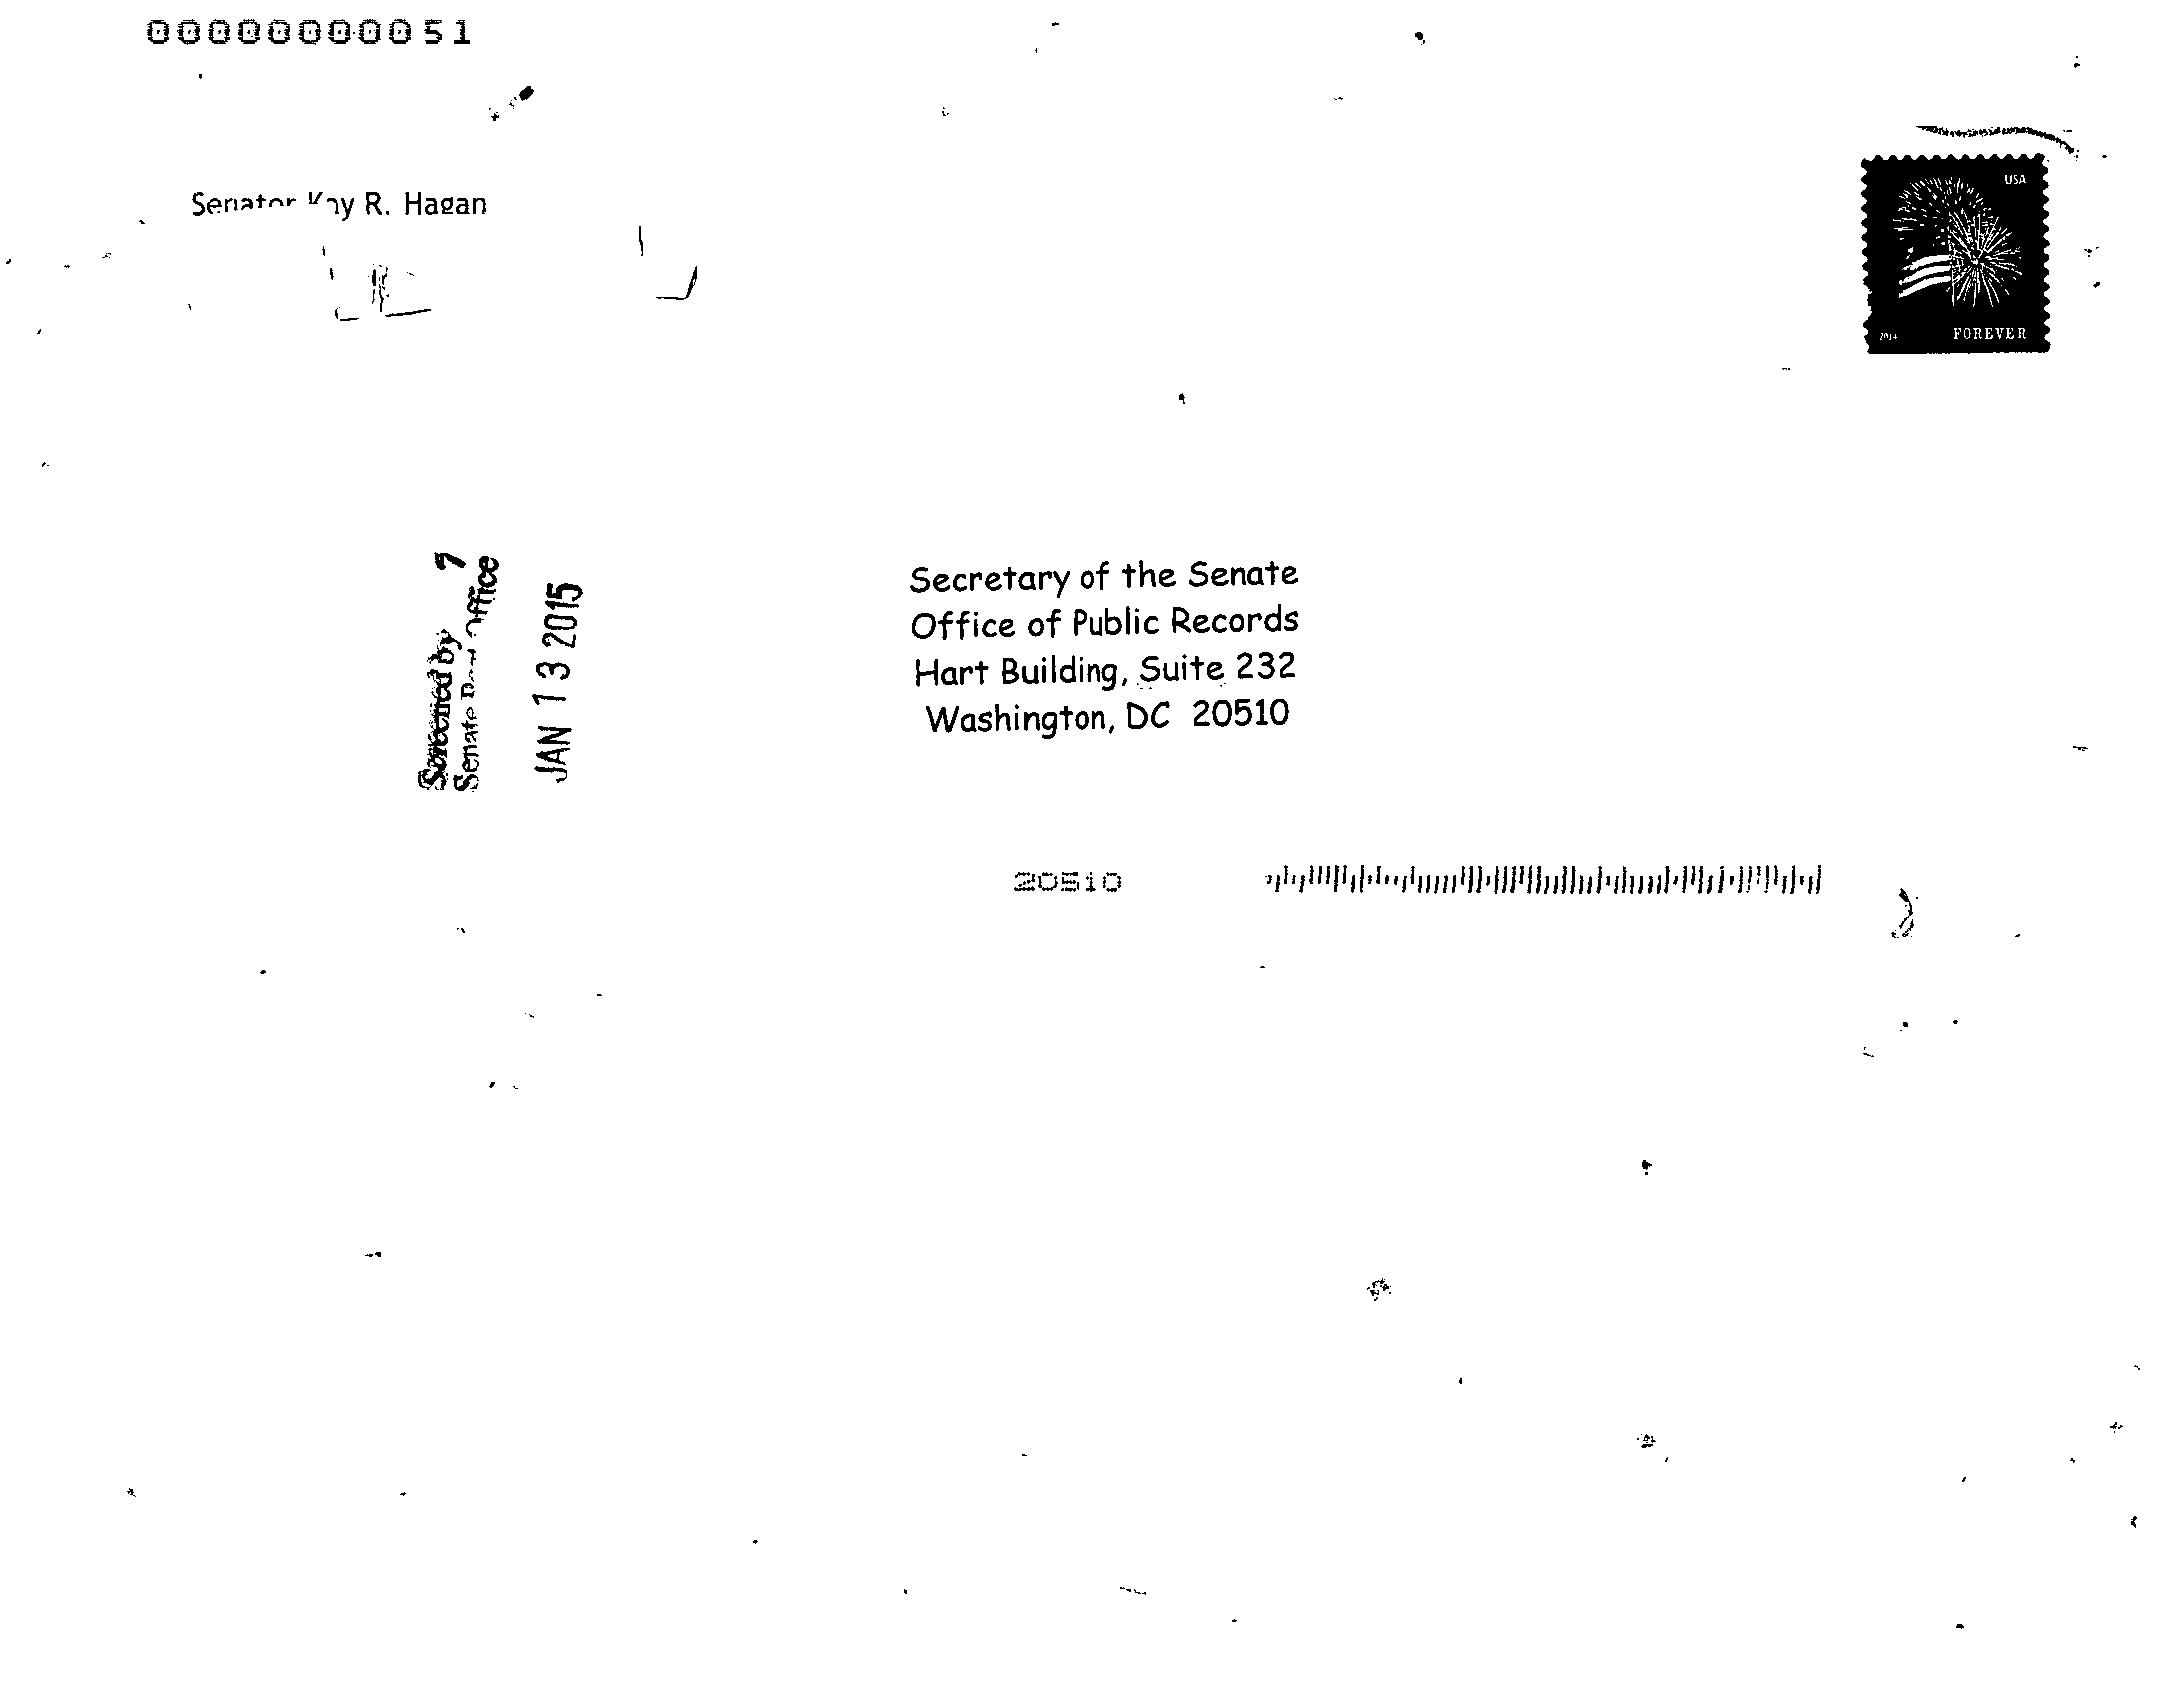 00000000051
Senator Kay R. Hagan
USA
2014 FOREVER
Screened by
Senate Post Office
JAN 13 2015
Secretary of the Senate
Office of Public Records
Hart Building, Suite 232
Washington, DC 20510
20510